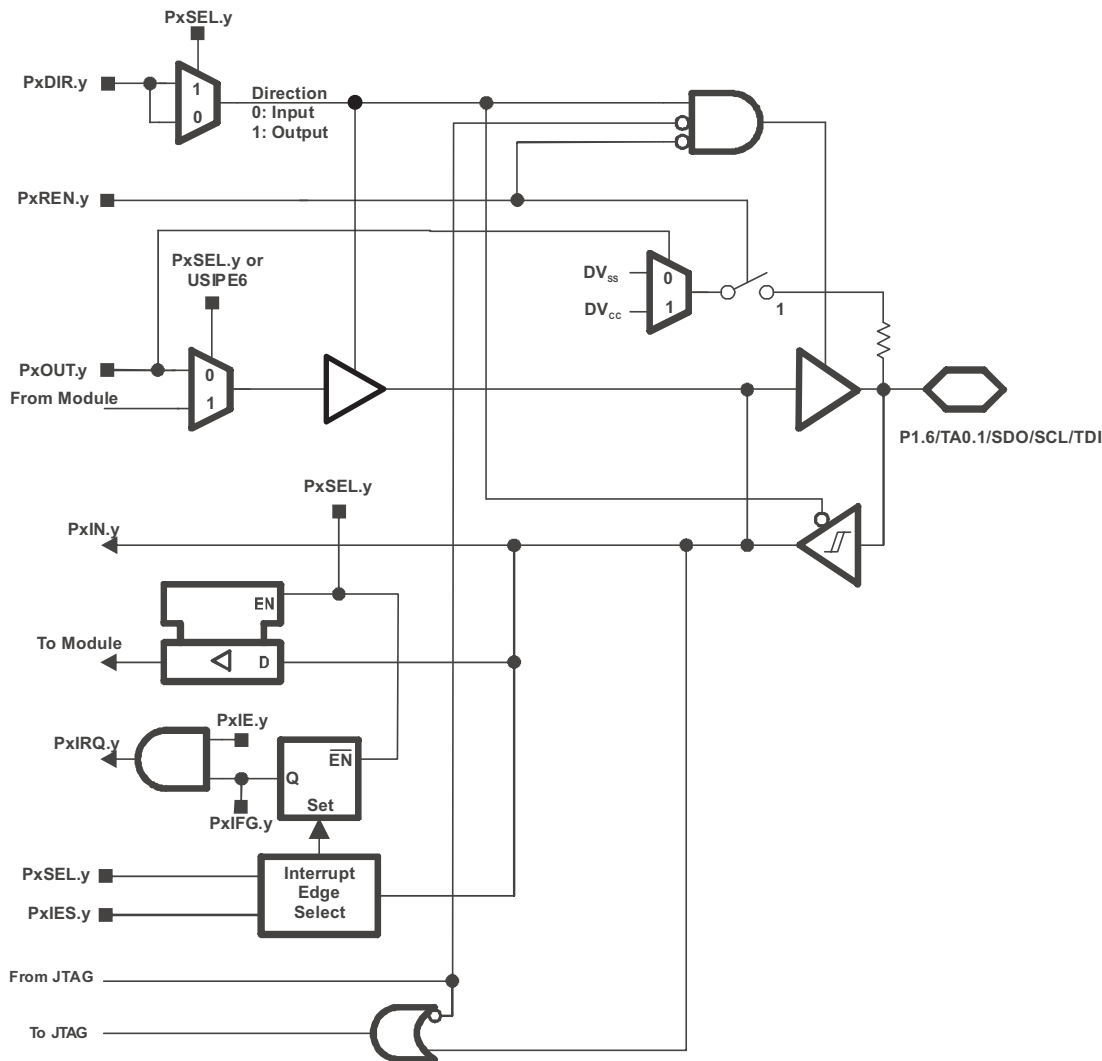 PxSEL.y
PxDIR.y
1
0
Direction
0: Input
1: Output
PxREN.y
PxSEL.y or
USIPE6
DVSS
0
DVCC
1
1
PxOUT.y
0
From Module
1
P1.6/TA0.1/SDO/SCL/TDI
PxSEL.y
PxIN.y
EN
To Module
D
PxIE.y
PxIRQ.y
EN
Q
Set
PxIFG.y
PxSEL.y
Interrupt
Edge
Select
PxIES.y
From JTAG
To JTAG